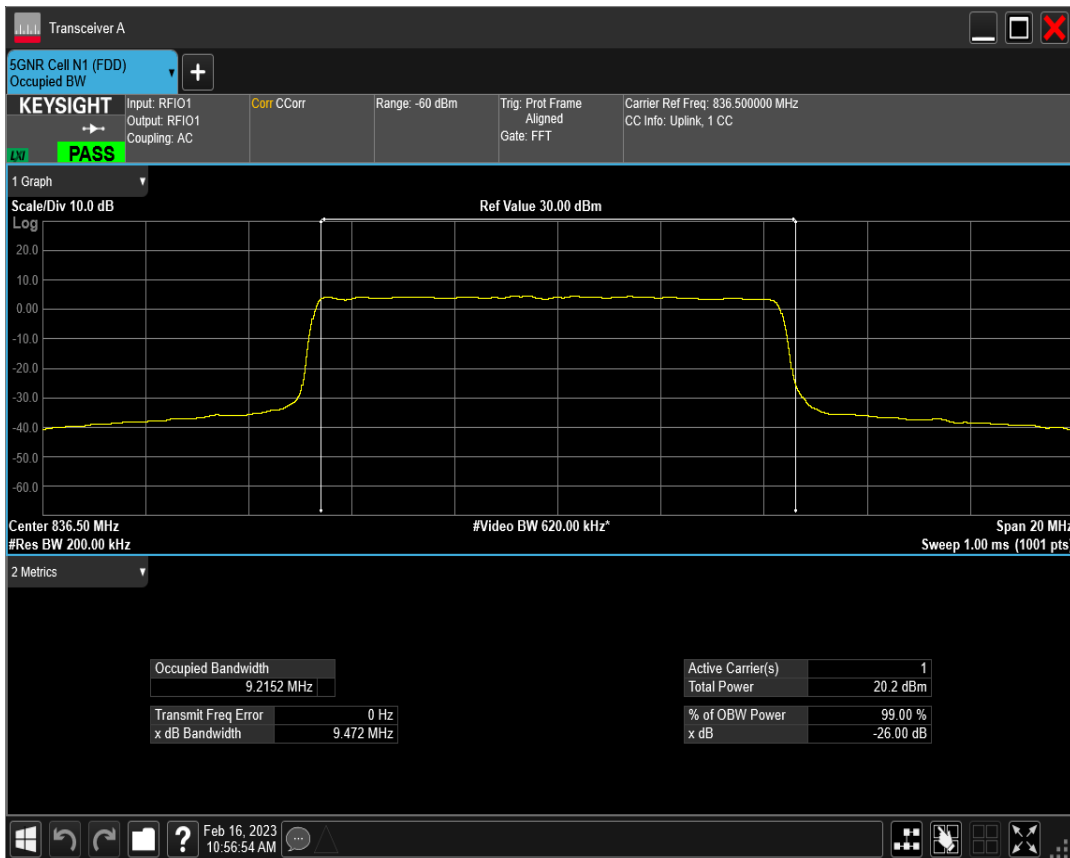 Transceiver A
5GNR Cell N1 (FDD)
Occupied BW
+
KEYSIGHT
LXI
PASS
Input: RFIO1
Output: RFIO1
Coupling: AC
Corr CCorr
Range: -60 dBm
Trig: Prot Frame
Aligned
Gate: FFT
Carrier Ref Freq: 836.500000 MHz
CC Info: Uplink, 1 CC
1 Graph
Scale/Div 10.0 dB
Ref Value 30.00 dBm
Log
20.0
10.0
0.00
-10.0
-20.0
-30.0
-40.0
-50.0
-60.0
Center 836.50 MHz
#Video BW 620.00 kHz*
Span 20 MHz
#Res BW 200.00 kHz
Sweep 1.00 ms (1001 pts)
2 Metrics
Occupied Bandwidth
9.2152 MHz
Transmit Freq Error 0 Hz
x dB Bandwidth 9.472 MHz
Active Carrier(s) 1
Total Power 20.2 dBm
% of OBW Power 99.00 %
x dB -26.00 dB
?
Feb 16, 2023
10:56:54 AM